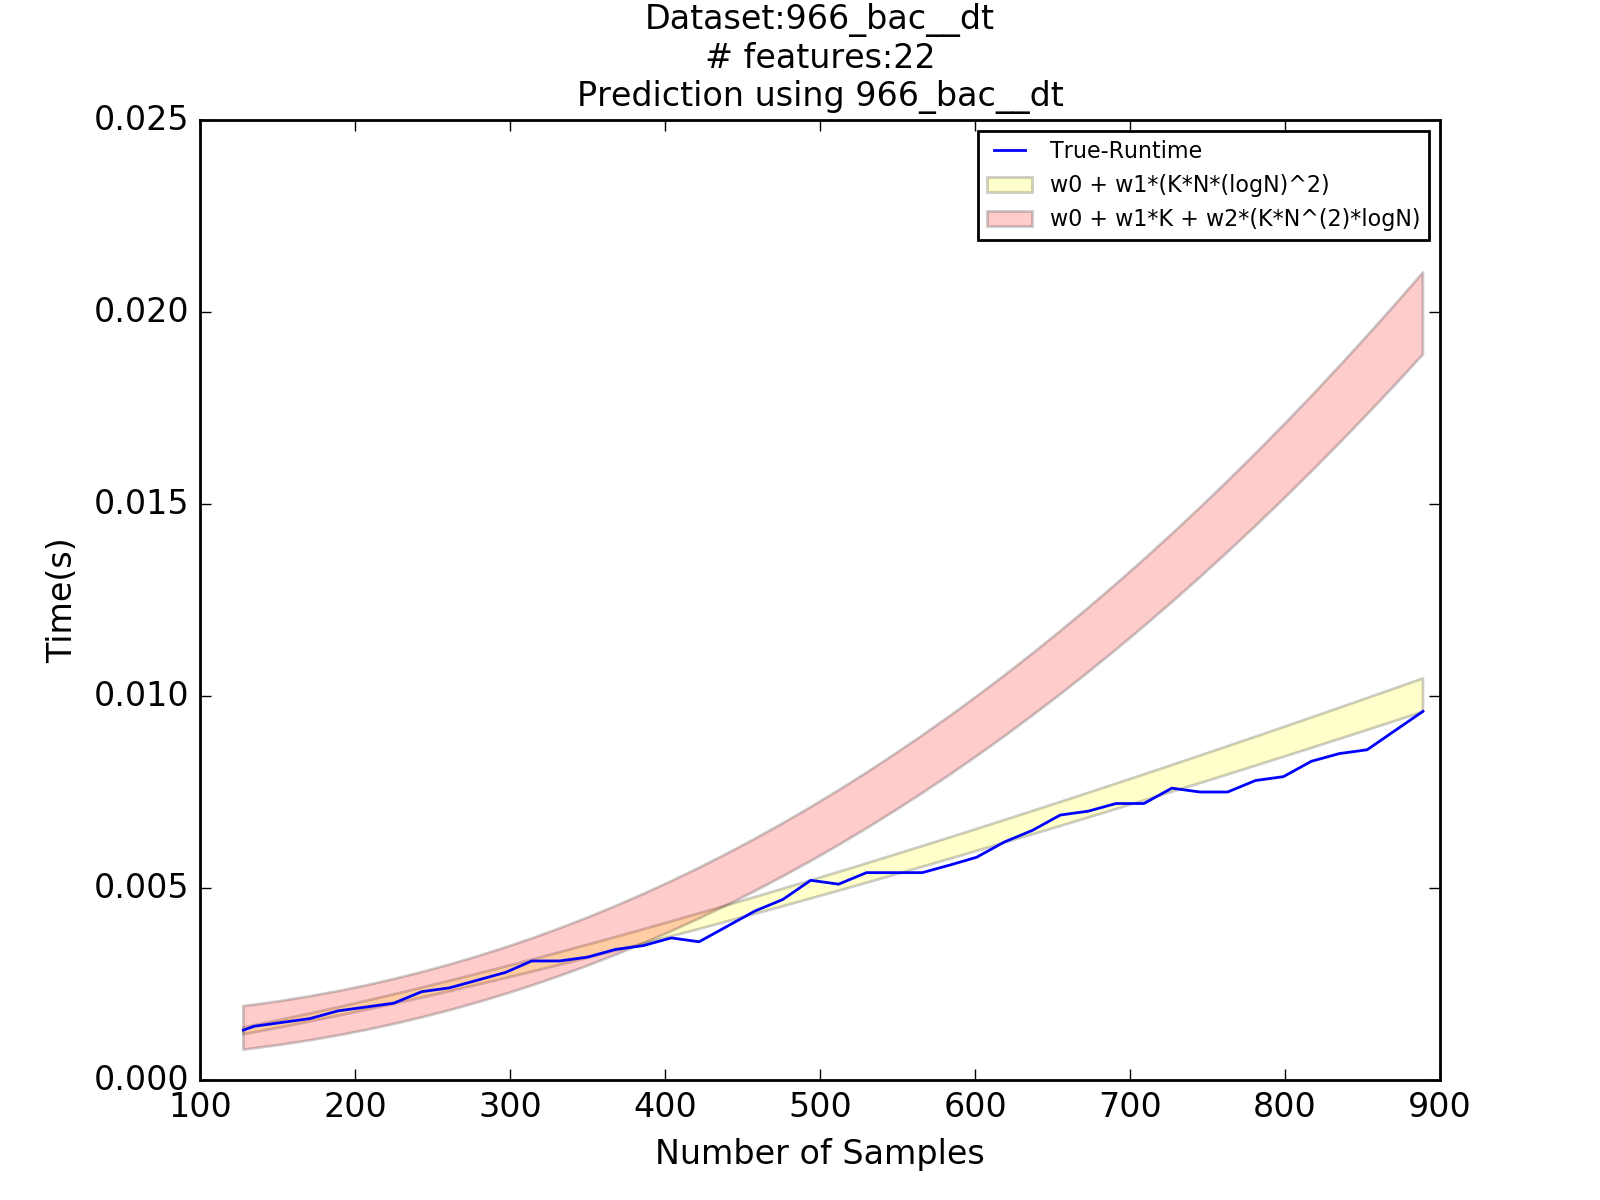 Dataset:966_bac__dt
# features:22
Prediction using 966_bac__dt
True-Runtime
w0 + w1*(K*N*(logN)^2)
w0 + w1*K + w2*(K*N^(2)*logN)
0.025
0.020
0.015
0.010
0.005
0.000
Time(s)
100 200 300 400 500 600 700 800 900
Number of Samples